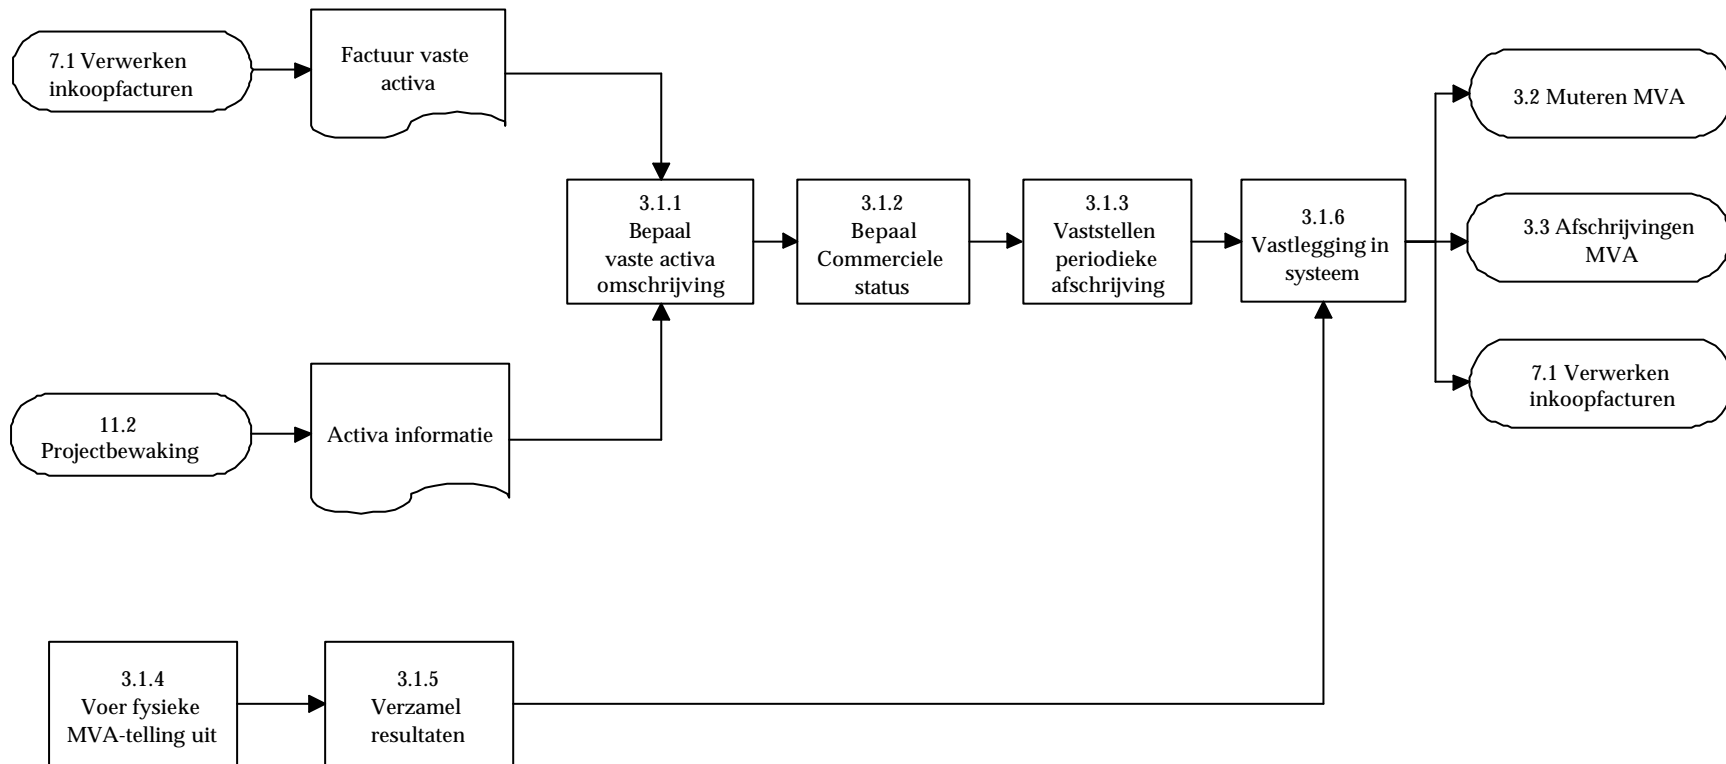 7.1 Verwerken
inkoopfacturen
Factuur vaste
activa
3.2 Muteren MVA
3.1.1
Bepaal
vaste activa
omschrijving
3.1.2
Bepaal
Commerciele
status
3.1.3
Vaststellen
periodieke
afschrijving
3.1.6
Vastlegging in
systeem
3.3 Afschrijvingen
MVA
7.1 Verwerken
inkoopfacturen
11.2
Projectbewaking
Activa informatie
3.1.4
Voer fysieke
MVA-telling uit
3.1.5
Verzamel
resultaten